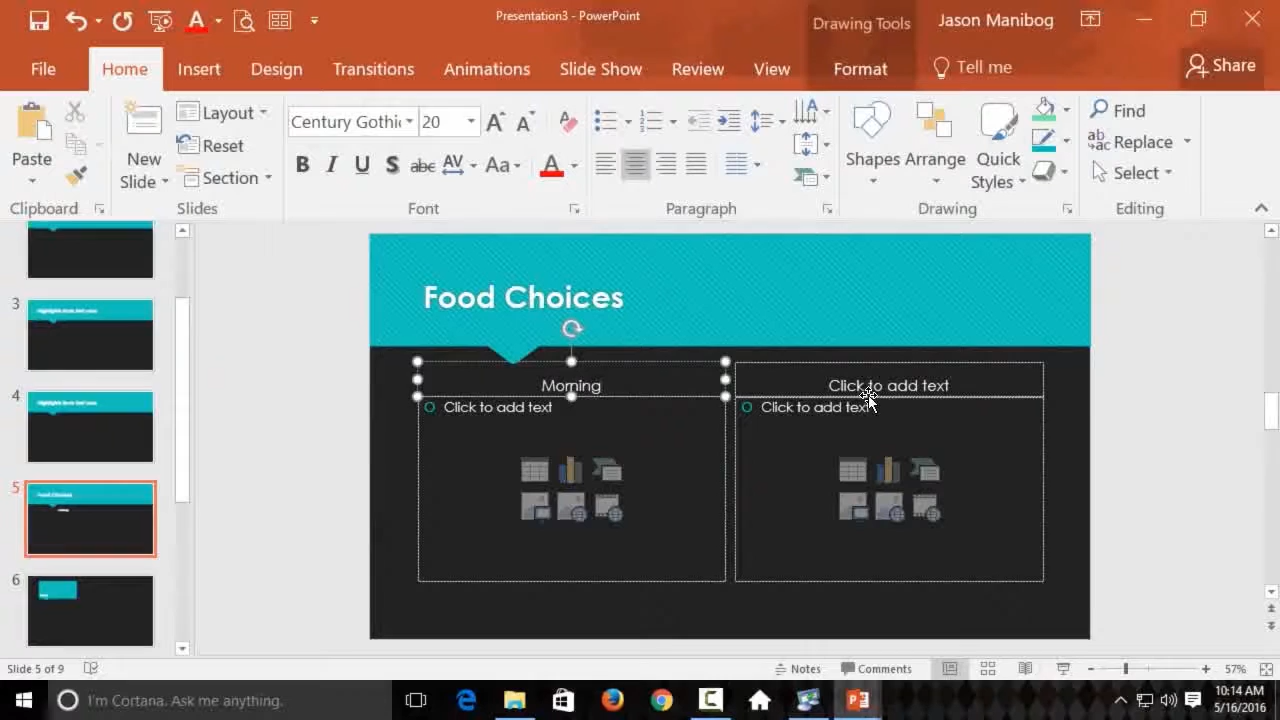 Presentation3 - PowerPoint
Drawing Tools
Jason Manibog
File
Home
Insert
Design
Transitions
Animations
Slide Show
Review
View
Format
Tell me
Share
Paste
New Slide
Layout
Reset
Section
Century Gothi
20
B I U S abc AV Aa A
Shapes
Arrange
Quick Styles
Find
Replace
Select
Clipboard
Slides
Font
Paragraph
Drawing
Editing
3
4
5
6
Food Choices
Morning
Click to add text
Click to add text
Click to add text
Slide 5 of 9
Notes
Comments
57%
I'm Cortana. Ask me anything.
10:14 AM
5/16/2016